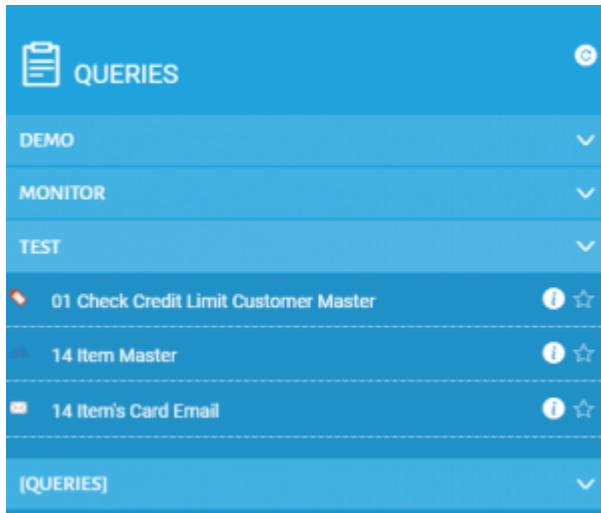 QUERIES
DEMO
MONITOR
TEST
01 Check Credit Limit Customer Master
14 Item Master
14 Item's Card Email
[QUERIES]